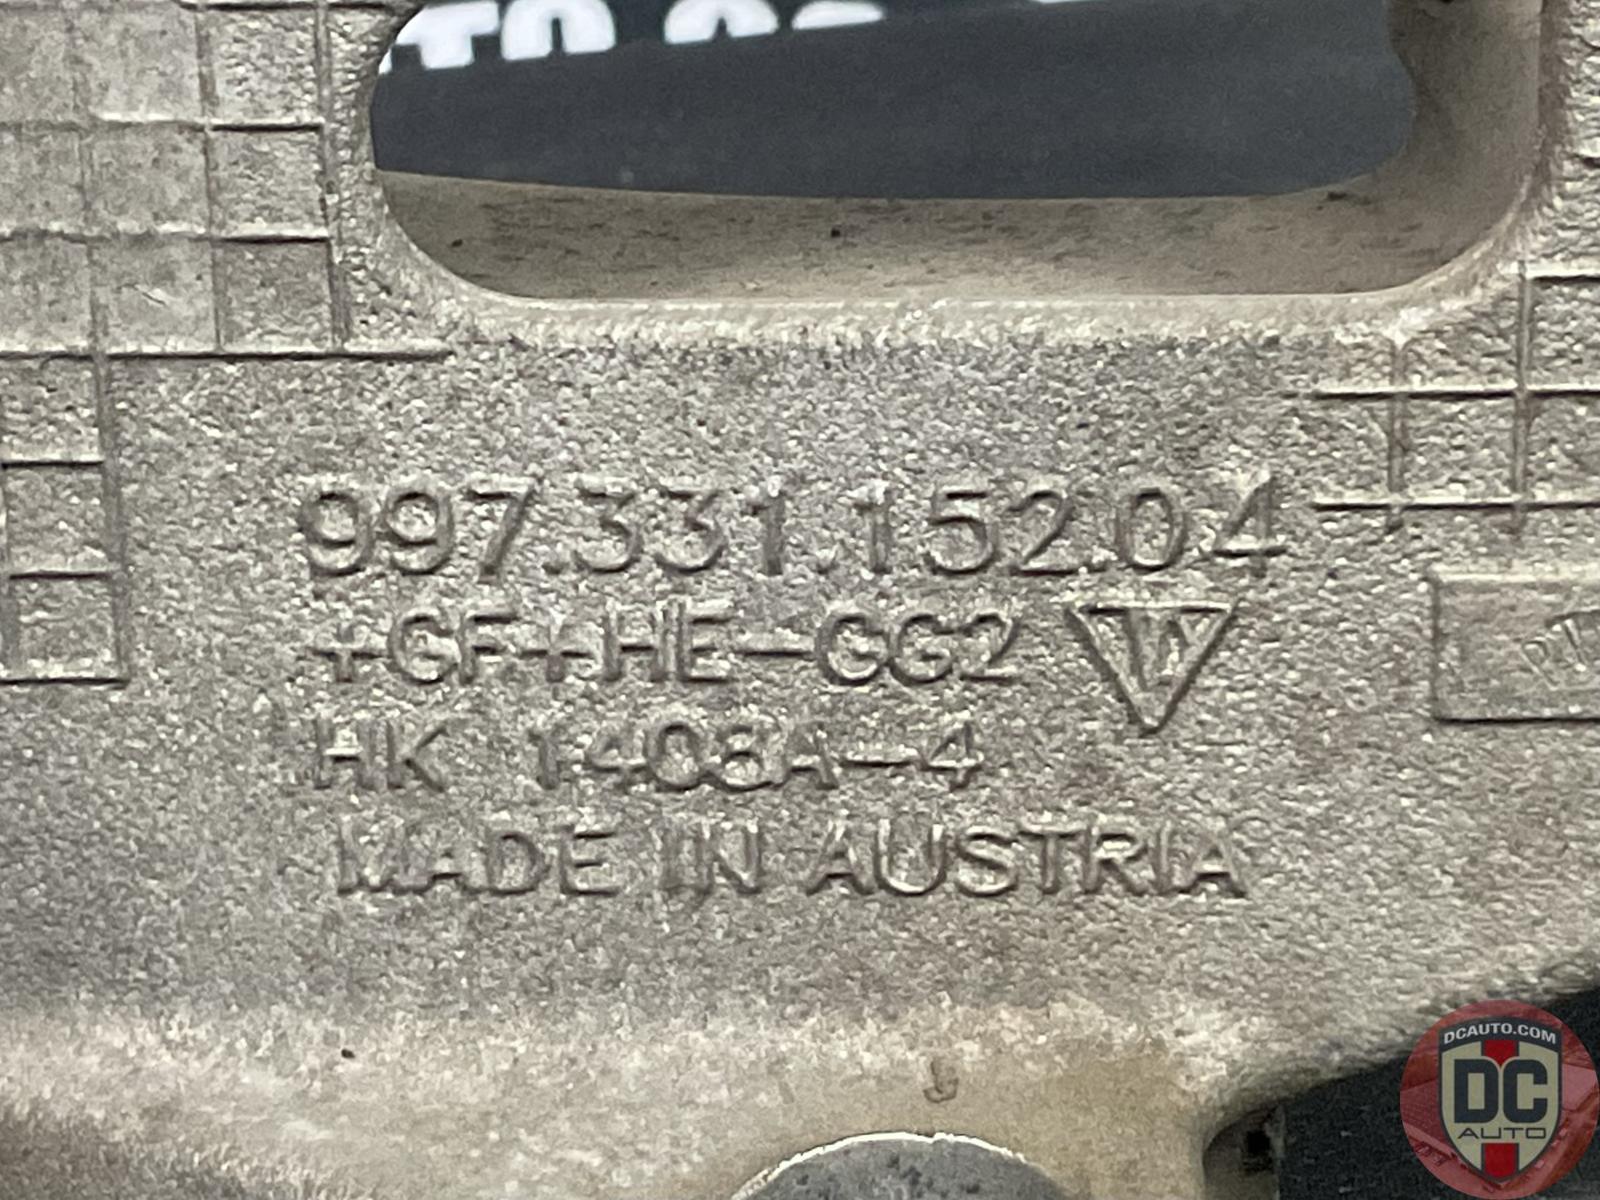 997.331.152.04
+GF+HE-GG2
HK 1408A-4
MADE IN AUSTRIA
DCAUTO.COM
DC
AUTO